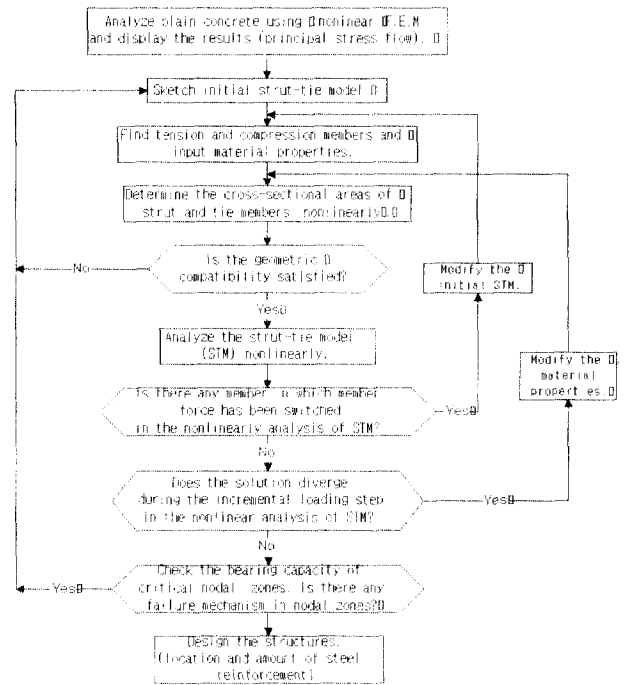 Analyze plain concrete using nonlinear F.E.M
and display the results (principal stress flow).
Sketch initial strut-tie model
Find tension and compression members and
input material properties.
Determine the cross-sectional areas of
strut and tie members nonlinearly.
Is the geometric
compatibility satisfied?
No
Modify the
initial STM.
Yes
Analyze the strut-tie model
(STM) nonlinearly.
Modify the
material
properties.
Is there any member in which member
force has been switched
in the nonlinearly analysis of STM?
Yes
No
Does the solution diverge
during the incremental loading step
in the nonlinear analysis of STM?
Yes
No
Check the bearing capacity of
critical nodal zones. Is there any
failure mechanism in nodal zones?
Yes
Design the structures.
(location and amount of steel
reinforcement)